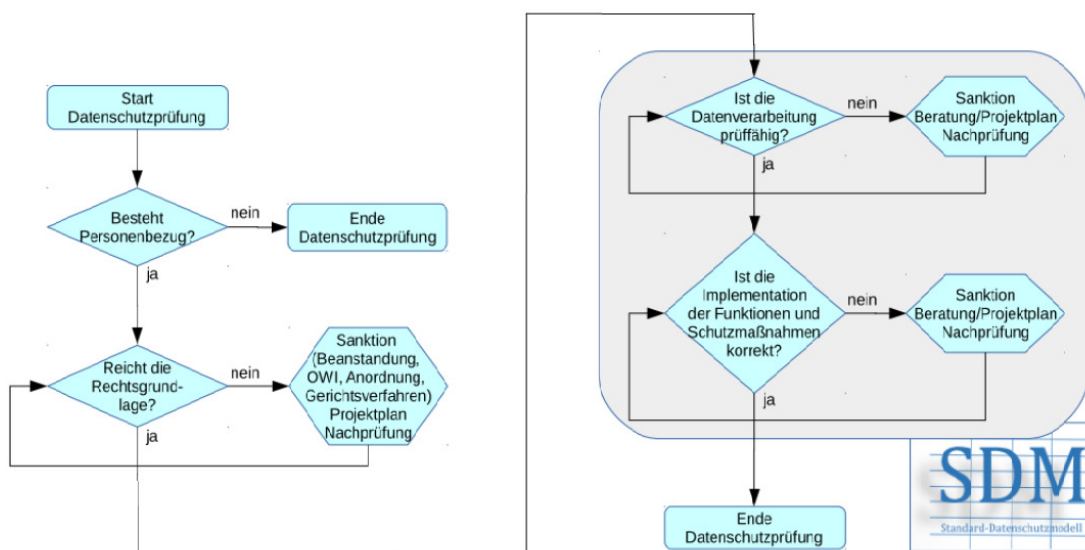 Start
Datenschutzprüfung
Besteht
Personenbezug?
nein
Ende
Datenschutzprüfung
ja
Reicht die
Rechtsgrund-
lage?
nein
Sanktion
(Beanstandung,
OWI, Anordnung,
Gerichtsverfahren)
Projektplan
Nachprüfung
ja
Ist die
Datenverarbeitung
prüffähig?
nein
Sanktion
Beratung/Projektplan
Nachprüfung
ja
Ist die
Implementation
der Funktionen und
Schutzmaßnahmen
korrekt?
nein
Sanktion
Beratung/Projektplan
Nachprüfung
ja
Ende
Datenschutzprüfung
SDM
Standard-Datenschutzmodell